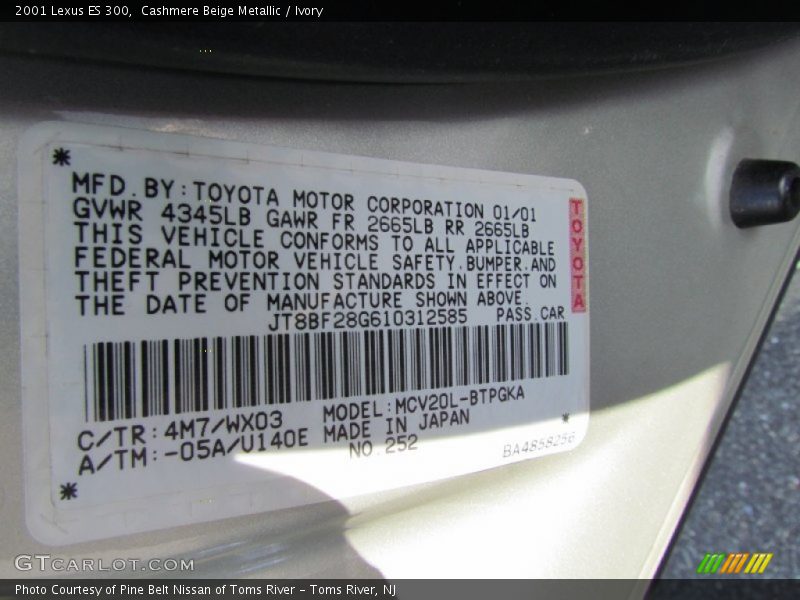 2001 Lexus ES 300,  Cashmere Beige Metallic / Ivory
MFD. BY: TOYOTA MOTOR CORPORATION 01/01
GVWR 4345LB GAWR FR 2665LB RR 2665LB
THIS VEHICLE CONFORMS TO ALL APPLICABLE
FEDERAL MOTOR VEHICLE SAFETY.BUMPER.AND
THEFT PREVENTION STANDARDS IN EFFECT ON
THE DATE OF MANUFACTURE SHOWN ABOVE.
JT8BF28G610312585 PASS.CAR
TOYOTA
C/TR: 4M7/WX03 MODEL: MCV20L-BTPGKA
A/TM: -05A/U140E MADE IN JAPAN
NO. 252
BA4858256
GTCARLOT.COM
Photo Courtesy of Pine Belt Nissan of Toms River – Toms River, NJ